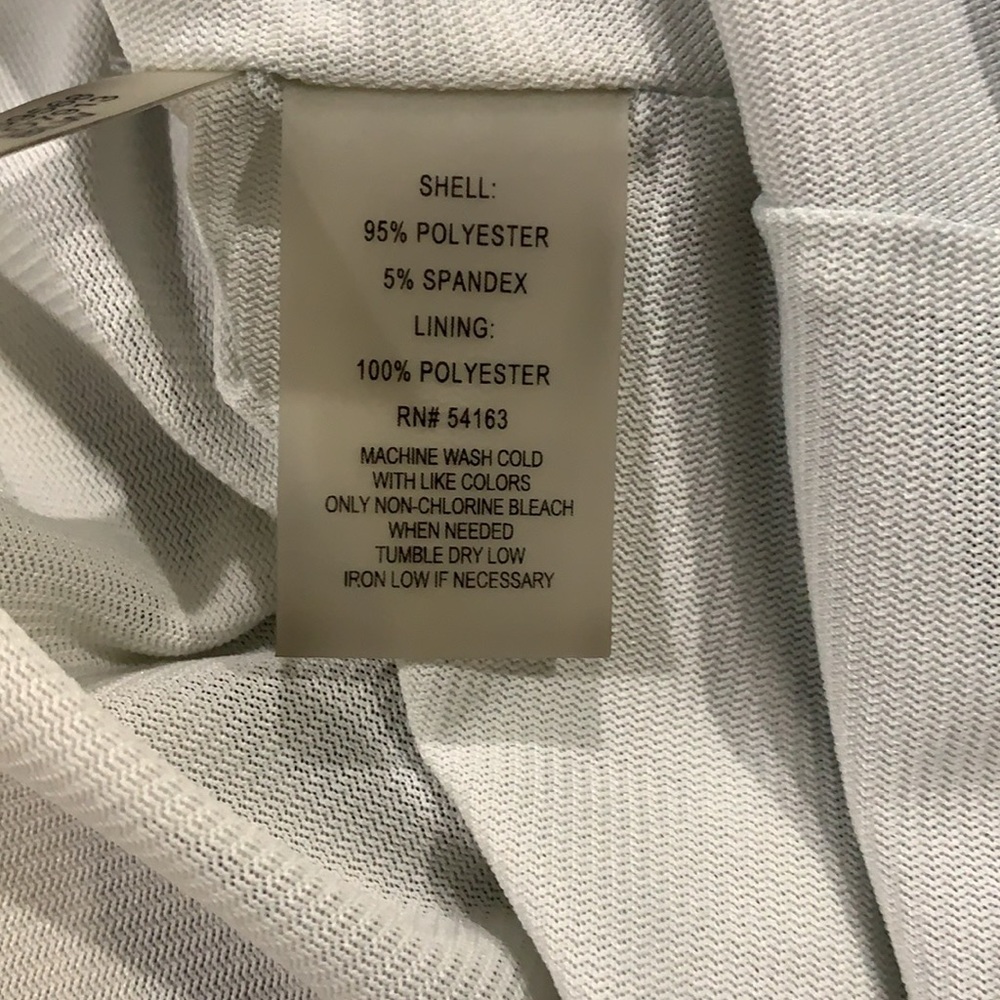 SHELL:
95% POLYESTER
5% SPANDEX
LINING:
100% POLYESTER
RN# 54163
MACHINE WASH COLD
WITH LIKE COLORS
ONLY NON-CHLORINE BLEACH
WHEN NEEDED
TUMBLE DRY LOW
IRON LOW IF NECESSARY